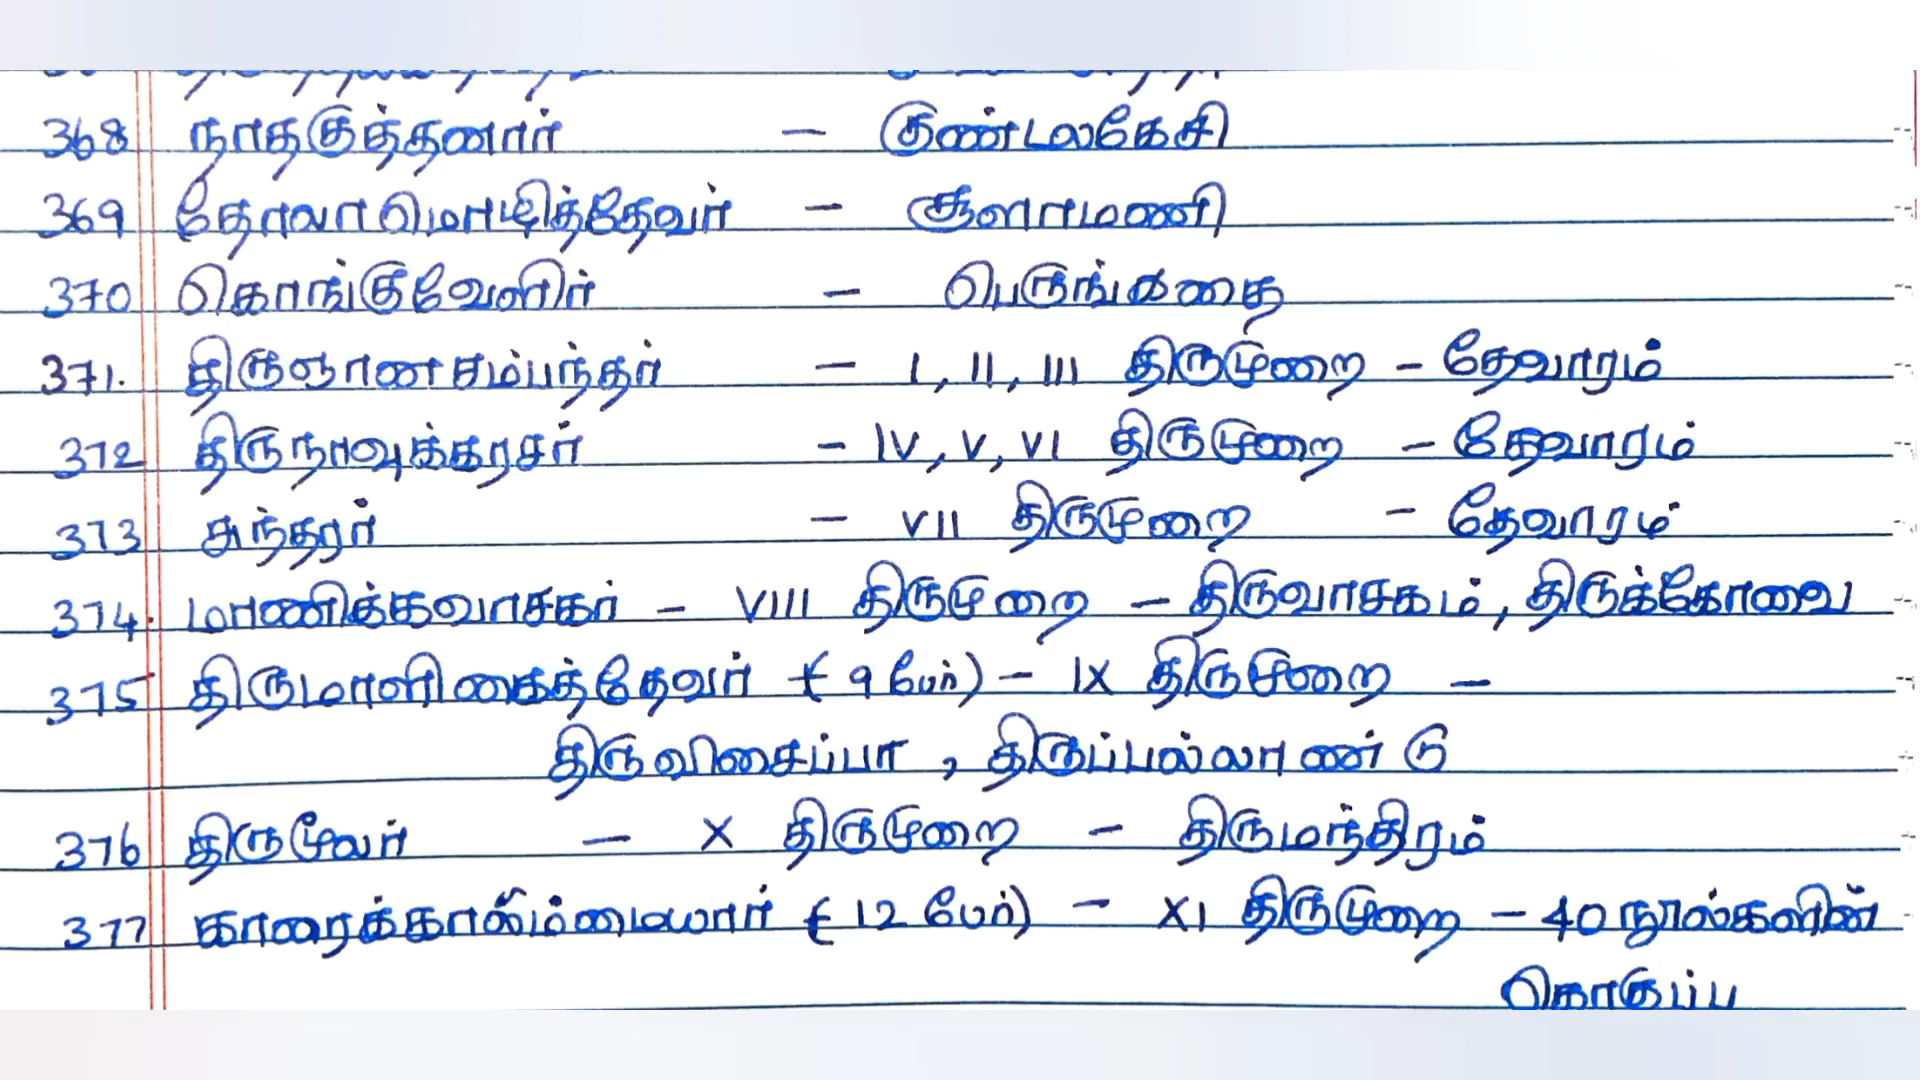 368 நாதகுத்தனார் – குண்டலகேசி
369 தோலாமொழித்தேவர் – சூளாமணி
370 கொங்குவேளிர் – பெருங்கதை
371. திருஞானசம்பந்தர் – I, II, III திருமுறை – தேவாரம்
372 திருநாவுக்கரசர் – IV, V, VI திருமுறை – தேவாரம்
373 சுந்தரர் – VII திருமுறை – தேவாரம்
374. மாணிக்கவாசகர் – VIII திருமுறை – திருவாசகம், திருக்கோவை
375 திருமாளிகைத்தேவர் (9 பேர்) – IX திருமுறை –
திருவிசைப்பா, திருப்பல்லாண்டு
376 திருமூலர் – X திருமுறை – திருமந்திரம்
377 காரைக்காலம்மையார் (12 பேர்) – XI திருமுறை – 40 நூல்களின்